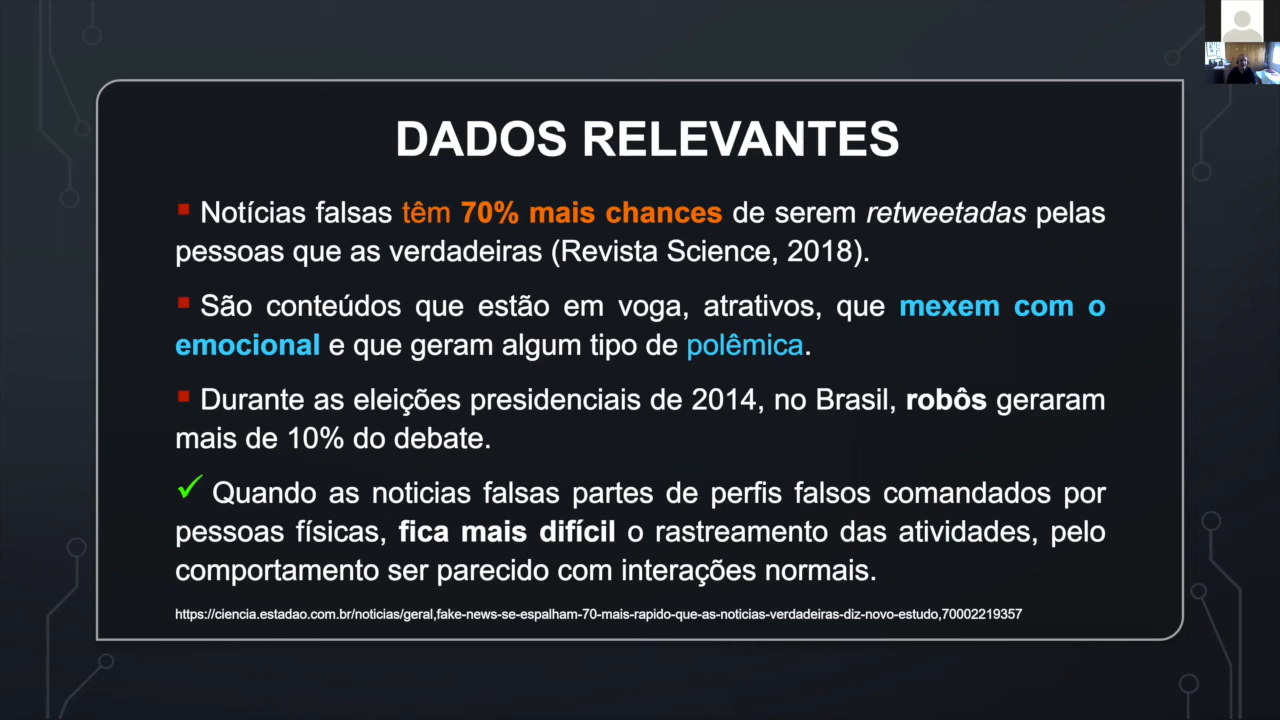 DADOS RELEVANTES
Notícias falsas têm 70% mais chances de serem retweetadas pelas
pessoas que as verdadeiras (Revista Science, 2018).
São conteúdos que estão em voga, atrativos, que mexem com o
emocional e que geram algum tipo de polêmica.
Durante as eleições presidenciais de 2014, no Brasil, robôs geraram
mais de 10% do debate.
✓ Quando as noticias falsas partes de perfis falsos comandados por
pessoas físicas, fica mais difícil o rastreamento das atividades, pelo
comportamento ser parecido com interações normais.
https://ciencia.estadao.com.br/noticias/geral,fake-news-se-espalham-70-mais-rapido-que-as-noticias-verdadeiras-diz-novo-estudo,70002219357